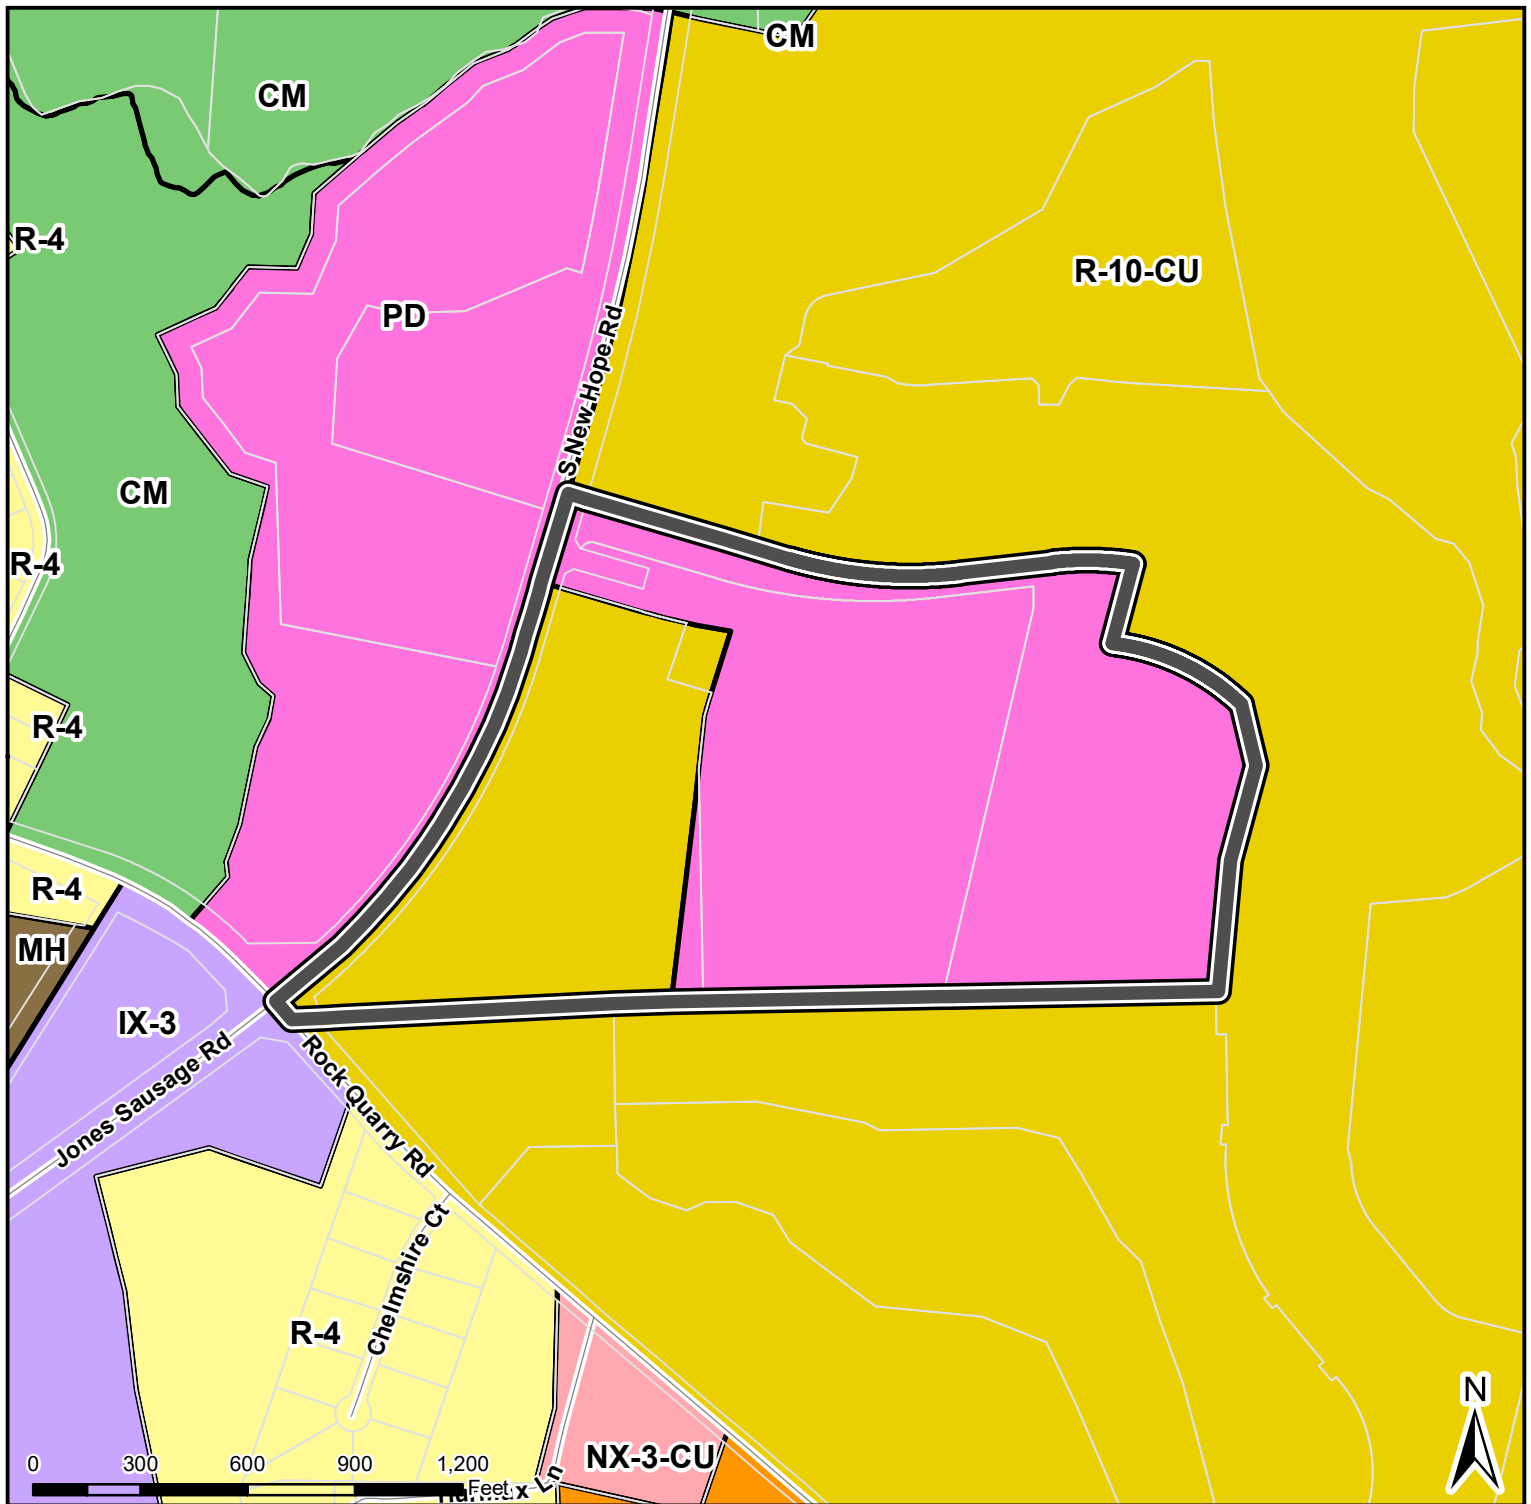 CM
CM
R-4
R-10-CU
PD
S New Hope Rd
CM
R-4
R-4
R-4
MH
IX-3
Jones Sausage Rd
Rock Quarry Rd
Chelmshire Ct
R-4
N
NX-3-CU
0 300 600 900 1,200
Feet
Ln